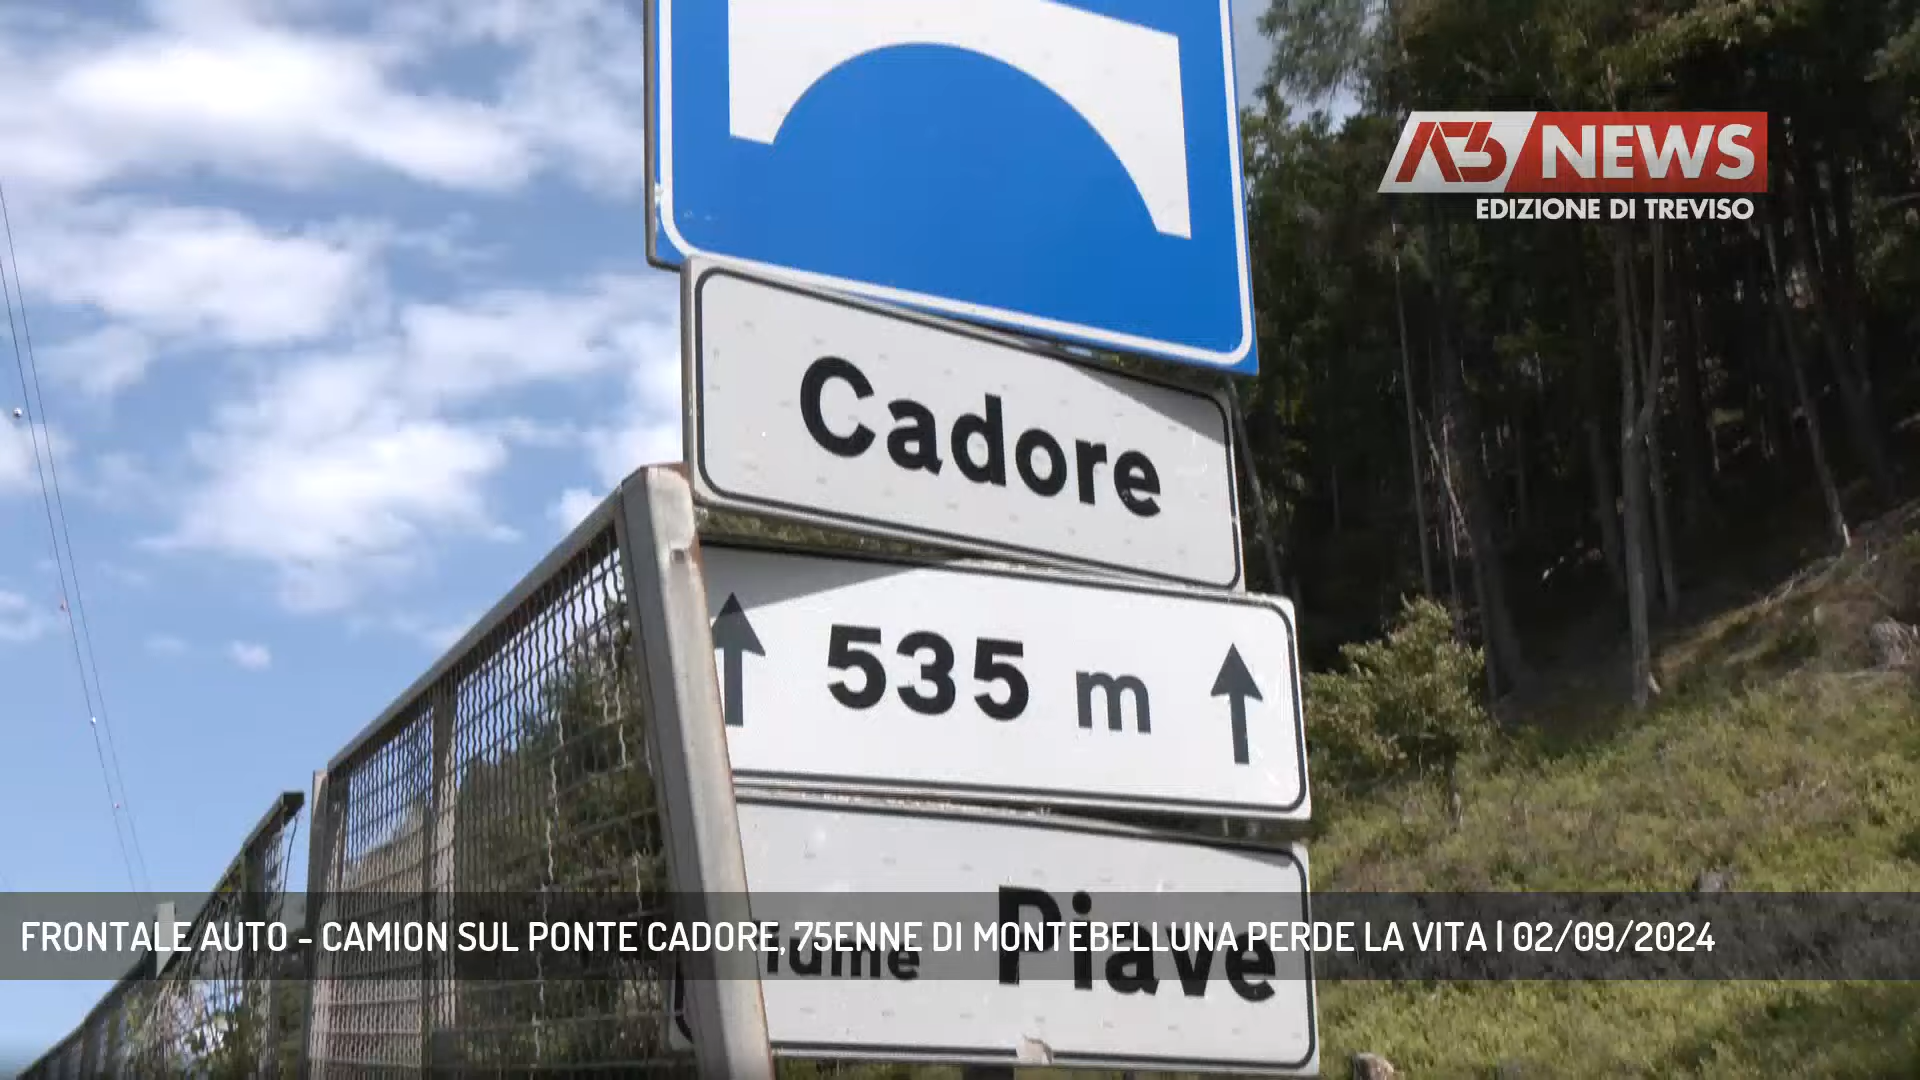 A3 NEWS
EDIZIONE DI TREVISO
Cadore
535 m
FRONTALE AUTO - CAMION SUL PONTE CADORE, 75ENNE DI MONTEBELLUNA PERDE LA VITA | 02/09/2024
fiume Piave